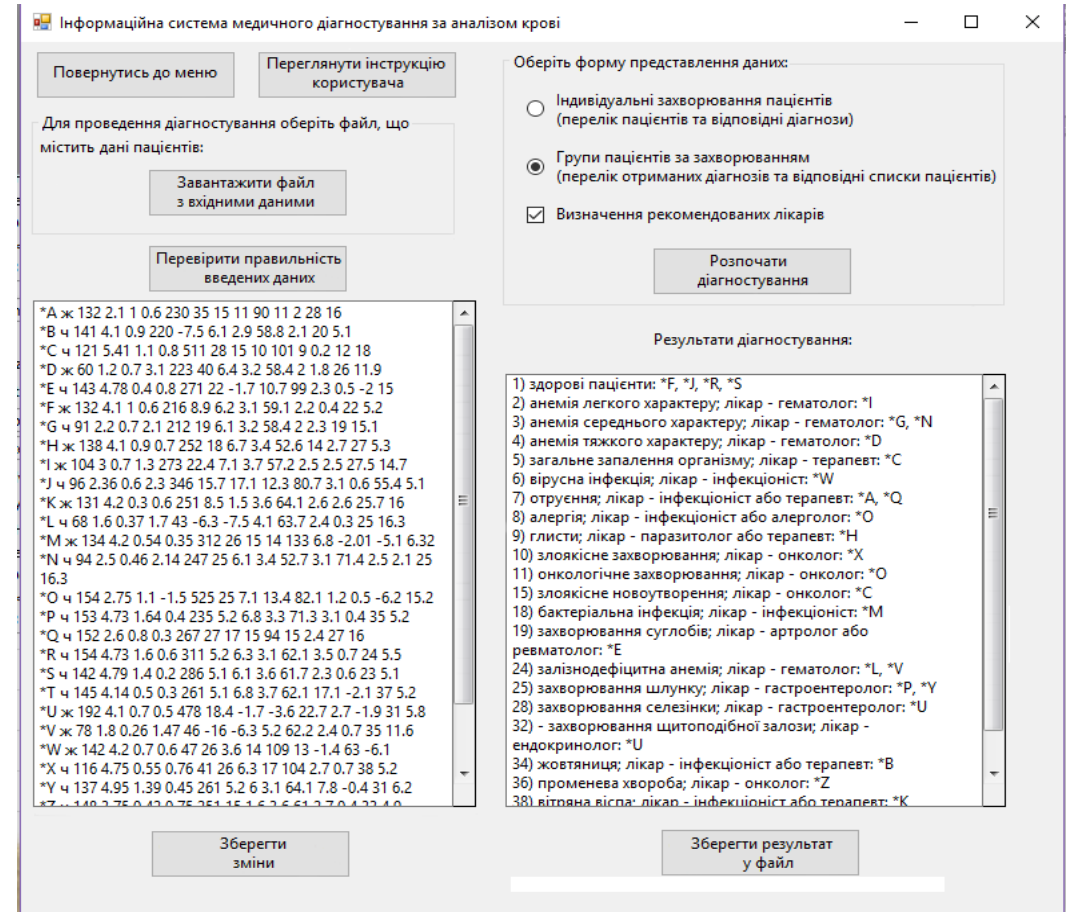 Інформаційна система медичного діагностування за аналізом крові
Повернутись до меню
Переглянути інструкцію
користувача
Для проведення діагностування оберіть файл, що
містить дані пацієнтів:
Завантажити файл
з вхідними даними
Перевірити правильність
введених даних
*A ж 132 2.1 1 0.6 230 35 15 11 90 11 2 28 16
*B ч 141 4.1 0.9 220 -7.5 6.1 2.9 58.8 2.1 20 5.1
*C ч 121 5.41 1.1 0.8 511 28 15 10 101 9 0.2 12 18
*D ж 60 1.2 0.7 3.1 223 40 6.4 3.2 58.4 2 1.8 26 11.9
*E ч 143 4.78 0.4 0.8 271 22 -1.7 10.7 99 2.3 0.5 -2 15
*F ж 132 4.1 1 0.6 216 8.9 6.2 3.1 59.1 2.2 0.4 22 5.2
*G ч 91 2.2 0.7 2.1 212 19 6.1 3.2 58.4 2 2.3 19 15.1
*H ж 138 4.1 0.9 0.7 252 18 6.7 3.4 52.6 14 2.7 27 5.3
*I ж 104 3 0.7 1.3 273 22.4 7.1 3.7 57.2 2.5 2.5 27.5 14.7
*J ч 96 2.36 0.6 2.3 346 15.7 17.1 12.3 80.7 3.1 0.6 55.4 5.1
*K ж 131 4.2 0.3 0.6 251 8.5 1.5 3.6 64.1 2.6 2.6 25.7 16
*L ч 68 1.6 0.37 1.7 43 -6.3 -7.5 4.1 63.7 2.4 0.3 25 16.3
*M ж 134 4.2 0.54 0.35 312 26 15 14 133 6.8 -2.01 -5.1 6.32
*N ч 94 2.5 0.46 2.14 247 25 6.1 3.4 52.7 3.1 71.4 2.5 2.1 25
16.3
*O ч 154 2.75 1.1 -1.5 525 25 7.1 13.4 82.1 1.2 0.5 -6.2 15.2
*P ч 153 4.73 1.64 0.4 235 5.2 6.8 3.3 71.3 3.1 0.4 35 5.2
*Q ч 152 2.6 0.8 0.3 267 27 17 15 94 15 2.4 27 16
*R ч 154 4.73 1.6 0.6 311 5.2 6.3 3.1 62.1 3.5 0.7 24 5.5
*S ч 142 4.79 1.4 0.2 286 5.1 6.1 3.6 61.7 2.3 0.6 23 5.1
*T ч 145 4.14 0.5 0.3 261 5.1 6.8 3.7 62.1 17.1 -2.1 37 5.2
*U ж 192 4.1 0.7 0.5 478 18.4 -1.7 -3.6 22.7 2.7 -1.9 31 5.8
*V ж 78 1.8 0.26 1.47 46 -16 -6.3 5.2 62.2 2.4 0.7 35 11.6
*W ж 142 4.2 0.7 0.6 47 26 3.6 14 109 13 -1.4 63 -6.1
*X ч 116 4.75 0.55 0.76 41 26 6.3 17 104 2.7 0.7 38 5.2
*Y ч 137 4.95 1.39 0.45 261 5.2 6 3.1 64.1 7.8 -0.4 31 6.2
Зберегти
зміни
Оберіть форму представлення даних:
Індивідуальні захворювання пацієнтів
(перелік пацієнтів та відповідні діагнози)
Групи пацієнтів за захворюванням
(перелік отриманих діагнозів та відповідні списки пацієнтів)
Визначення рекомендованих лікарів
Розпочати
діагностування
Результати діагностування:
1) здорові пацієнти: *F, *J, *R, *S
2) анемія легкого характеру; лікар - гематолог: *I
3) анемія середнього характеру; лікар - гематолог: *G, *N
4) анемія тяжкого характеру; лікар - гематолог: *D
5) загальне запалення організму; лікар - терапевт: *C
6) вірусна інфекція; лікар - інфекціоніст: *W
7) отруєння; лікар - інфекціоніст або терапевт: *A, *Q
8) алергія; лікар - інфекціоніст або алерголог: *O
9) глисти; лікар - паразитолог або терапевт: *H
10) злоякісне захворювання; лікар - онколог: *X
11) онкологічне захворювання; лікар - онколог: *O
15) злоякісне новоутворення; лікар - онколог: *C
18) бактеріальна інфекція; лікар - інфекціоніст: *M
19) захворювання суглобів; лікар - артролог або
ревматолог: *E
24) залізнодефіцитна анемія; лікар - гематолог: *L, *V
25) захворювання шлунку; лікар - гастроентеролог: *P, *Y
28) захворювання селезінки; лікар - гастроентеролог: *U
32) - захворювання щитоподібної залози; лікар -
ендокринолог: *U
34) жовтяниця; лікар - інфекціоніст або терапевт: *B
36) променева хвороба; лікар - онколог: *Z
38) вітряна віспа; лікар - інфекціоніст або терапевт: *K
Зберегти результат
у файл